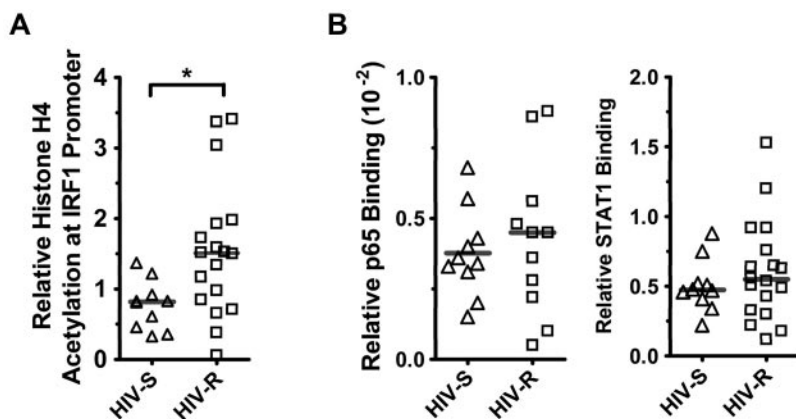 A
Relative Histone H4
Acetylation at IRF1 Promoter
4
3
2
1
0
*
HIV-S
HIV-R
B
Relative p65 Binding (10-2)
1.0
0.5
0.0
HIV-S
HIV-R
Relative STAT1 Binding
2.0
1.5
1.0
0.5
0.0
HIV-S
HIV-R